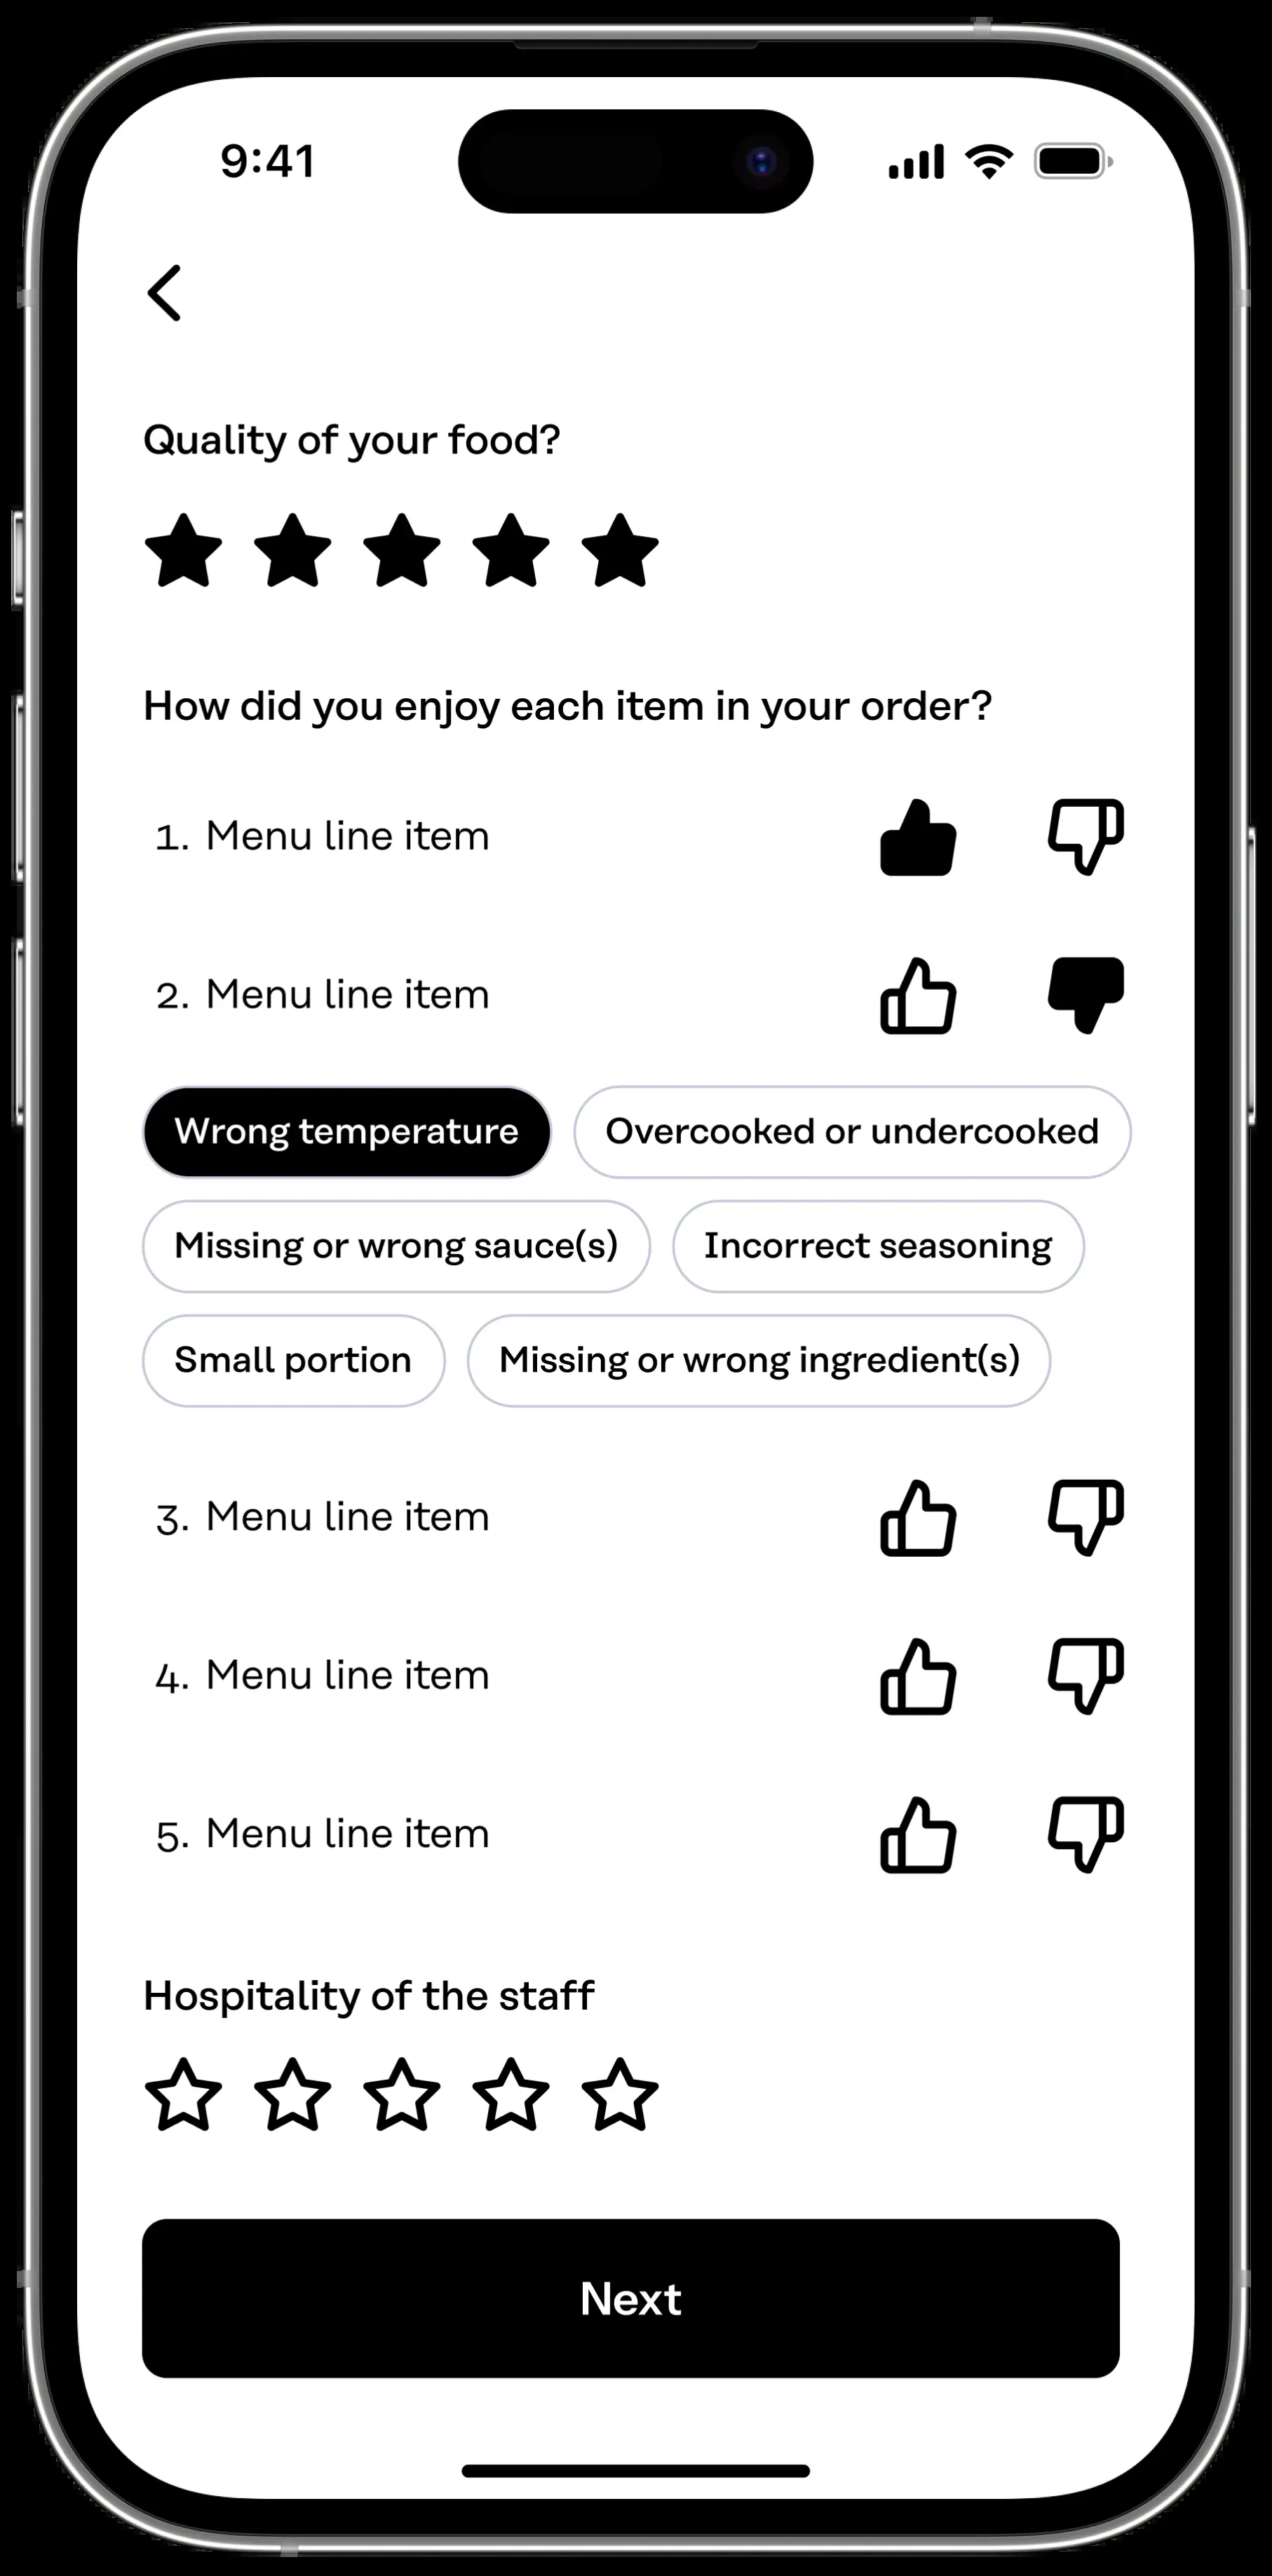 9:41
Quality of your food?
How did you enjoy each item in your order?
1. Menu line item
2. Menu line item
Wrong temperature Overcooked or undercooked
Missing or wrong sauce(s) Incorrect seasoning
Small portion Missing or wrong ingredient(s)
3. Menu line item
4. Menu line item
5. Menu line item
Hospitality of the staff
Next